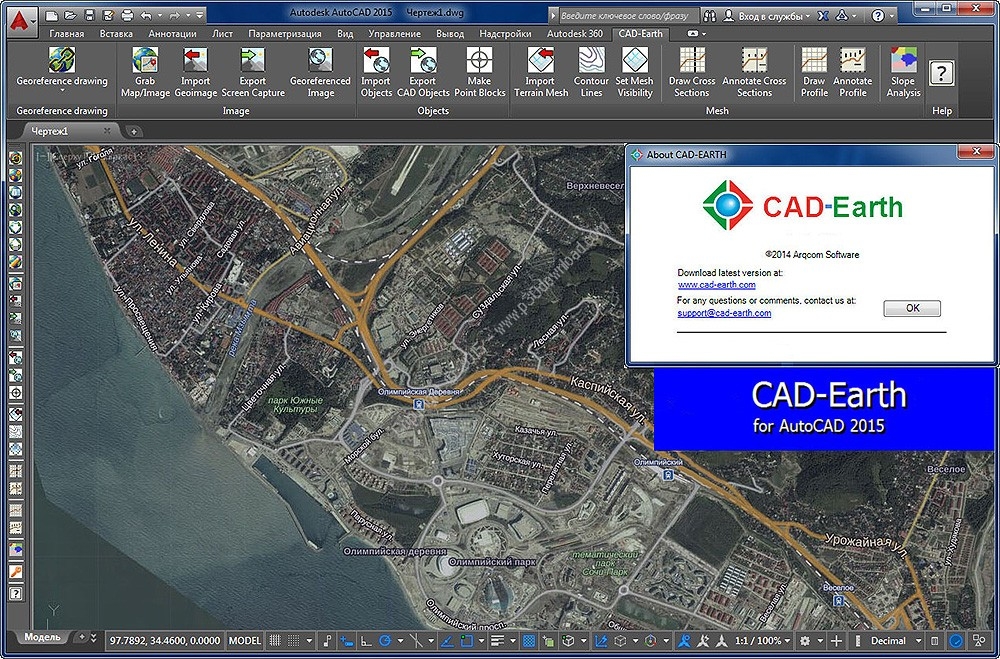 Autodesk AutoCAD 2015 Чертеж1.dwg
Введите ключевое слово/фразу
Вход в службы
Главная Вставка Аннотации Лист Параметризация Вид Управление Вывод Надстройки Autodesk 360 CAD-Earth
Georeference drawing
Grab Map/Image
Import Geoimage
Export Screen Capture
Georeferenced Image
Import Objects
Export CAD Objects
Make Point Blocks
Import Terrain Mesh
Contour Lines
Set Mesh Visibility
Draw Cross Sections
Annotate Cross Sections
Draw Profile
Annotate Profile
Slope Analysis
Georeference drawing
Image
Objects
Mesh
Help
Чертеж1
ул. Гоголя
Верхневесел
About CAD-EARTH
CAD-Earth
©2014 Arqcom Software
Download latest version at:
www.cad-earth.com
For any questions or comments, contact us at:
support@cad-earth.com
OK
CAD-Earth
for AutoCAD 2015
ул. Ленина
ул. Свердлова
Садовая ул.
Авиационная ул.
ул. Ульянова
ул. Кирова
ул. Просвещения
река Мзымта
Суздальская ул.
www.p30download.com
ул. Энергетиков
Лесная ул.
Цветочная ул.
Олимпийская Деревня
Каспийская ул.
парк Южные
Культуры
Морской бул.
Казачья ул.
Хуторская ул.
Перелётная ул.
Олимпийский
Весёлое
Парусная ул.
Урожайная ул.
Олимпийская деревня
Олимпийский парк
тематический
парк
Сочи-Парк
Веселое
Олимпийский просп.
Модель
97.7892, 34.4600, 0.0000 MODEL
1:1 / 100%
Decimal